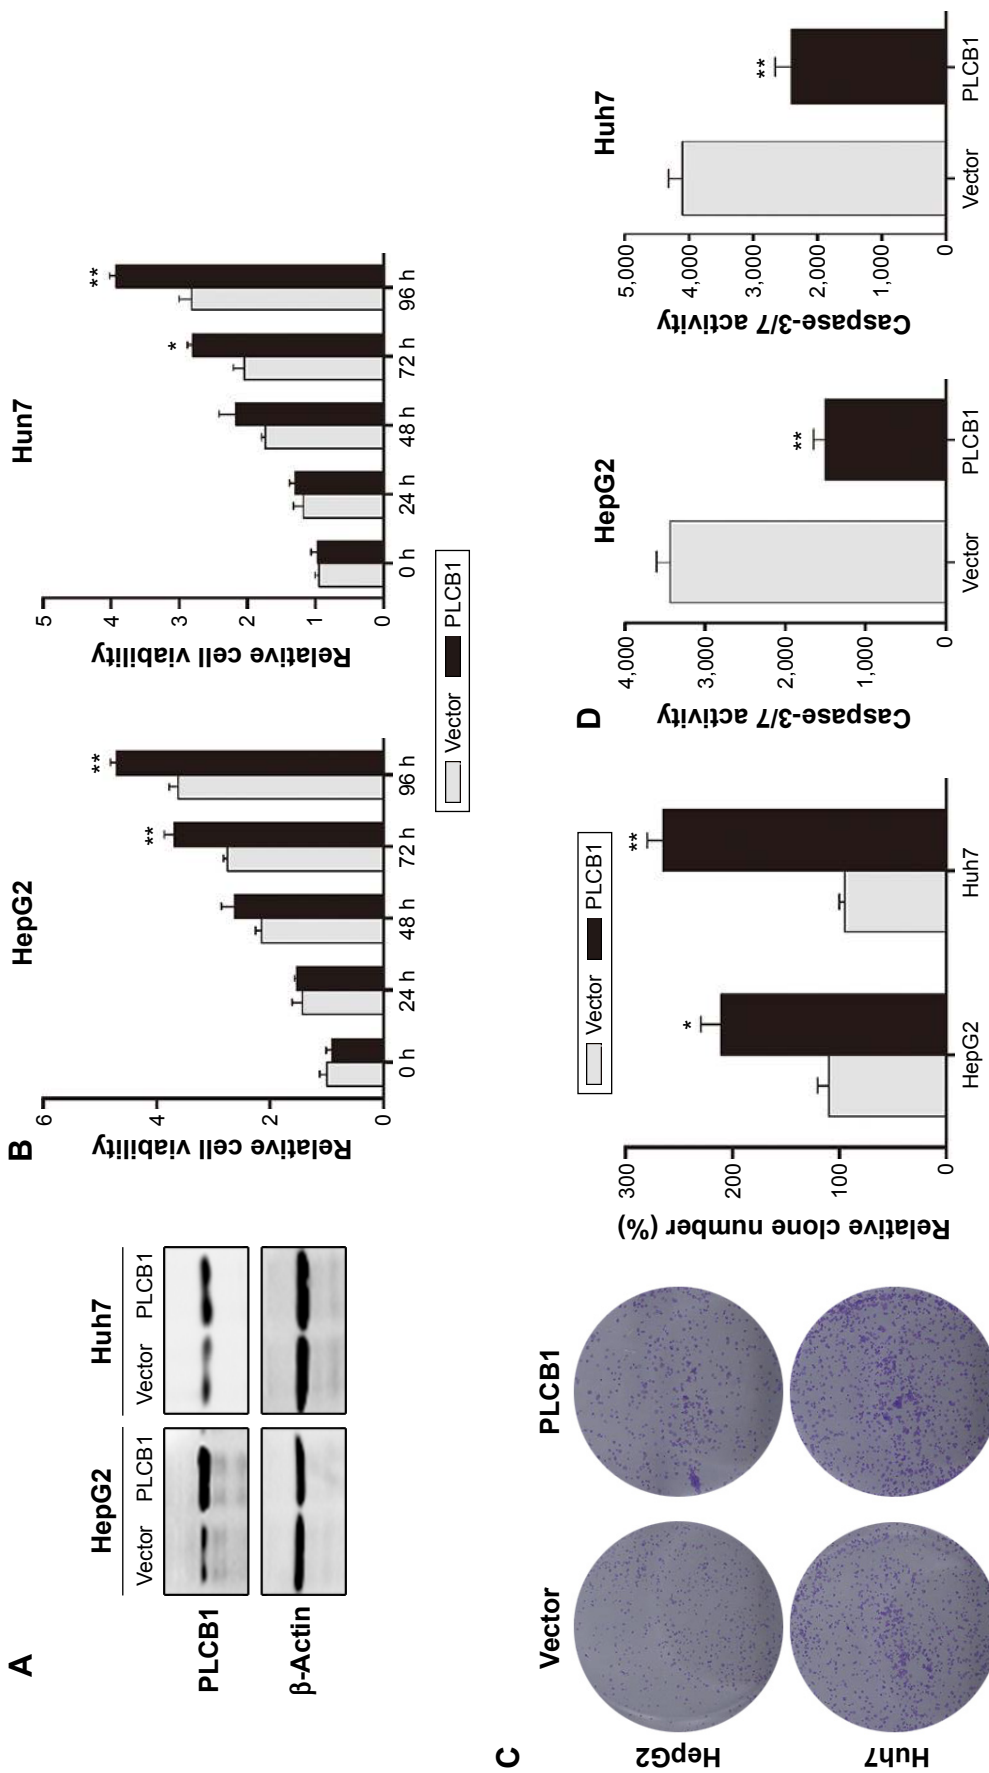 A
HepG2 Huh7
Vector PLCB1 Vector PLCB1
PLCB1
β-Actin
B
HepG2
Relative cell viability
6
4
2
0
0 h 24 h 48 h 72 h 96 h
** **
Hun7
Relative cell viability
5
4
3
2
1
0
0 h 24 h 48 h 72 h 96 h
* **
Vector PLCB1
C
Vector PLCB1
HepG2
Huh7
Relative clone number (%)
300
200
100
0
HepG2 Huh7
* **
Vector PLCB1
D
HepG2
Caspase-3/7 activity
4,000
3,000
2,000
1,000
0
Vector PLCB1
**
Huh7
Caspase-3/7 activity
5,000
4,000
3,000
2,000
1,000
0
Vector PLCB1
**